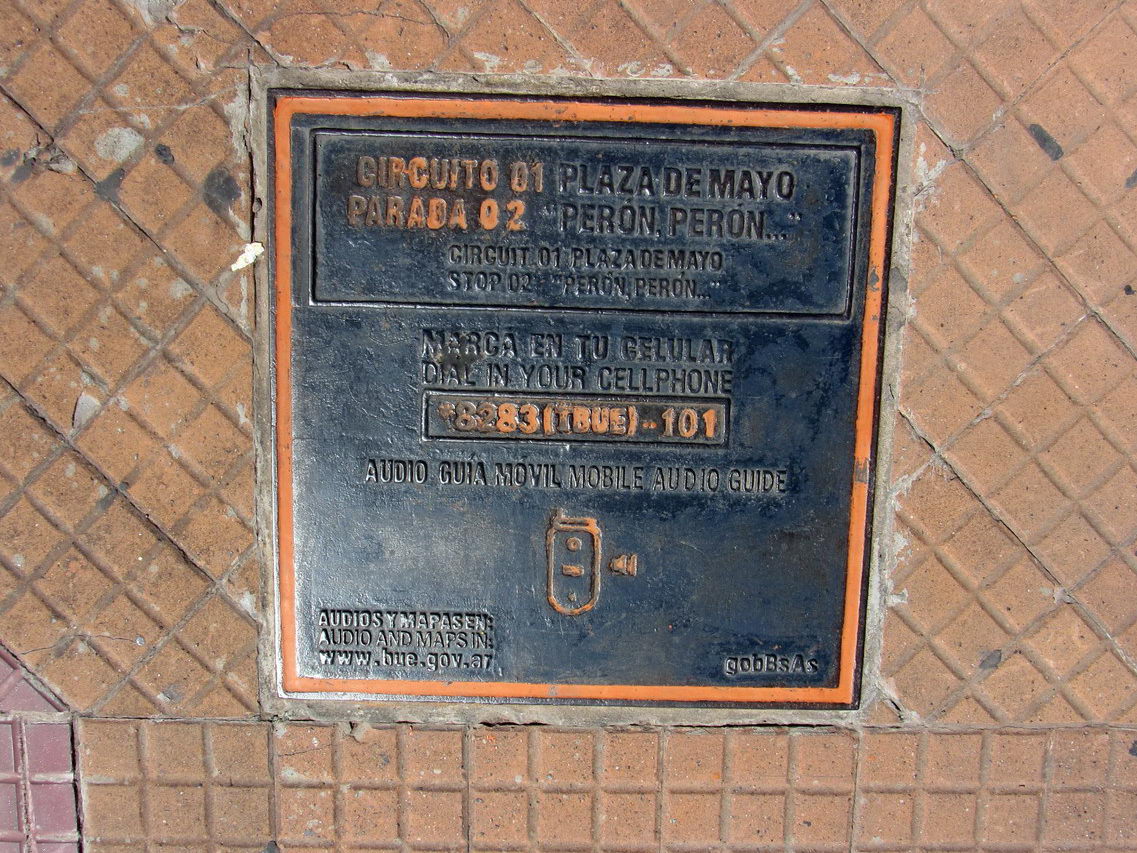 CIRCUITO 01 PLAZA DE MAYO
PARADA 02 "PERÓN, PERÓN..."
CIRCUIT 01 PLAZA DE MAYO
STOP 02 "PERÓN, PERÓN..."
MARCÁ EN TU CELULAR
DIAL IN YOUR CELLPHONE
*8283(TBUE)-101
AUDIO GUÍA MÓVIL MOBILE AUDIO GUIDE
AUDIOS Y MAPAS EN:
AUDIO AND MAPS IN:
www.bue.gov.ar
gobBsAs